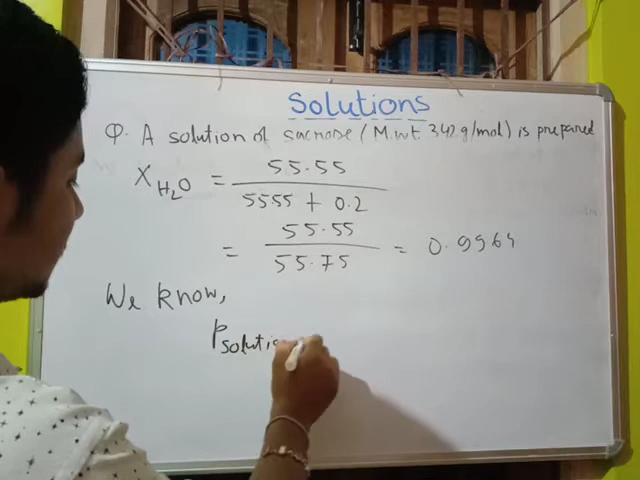 Solutions
Q. A solution of sucrose (M.wt. 342 g/mol) is prepared
X H2O = 55.55
5555 + 0.2
= 55.55
55.75
= 0.9964
We know,
Psolutio